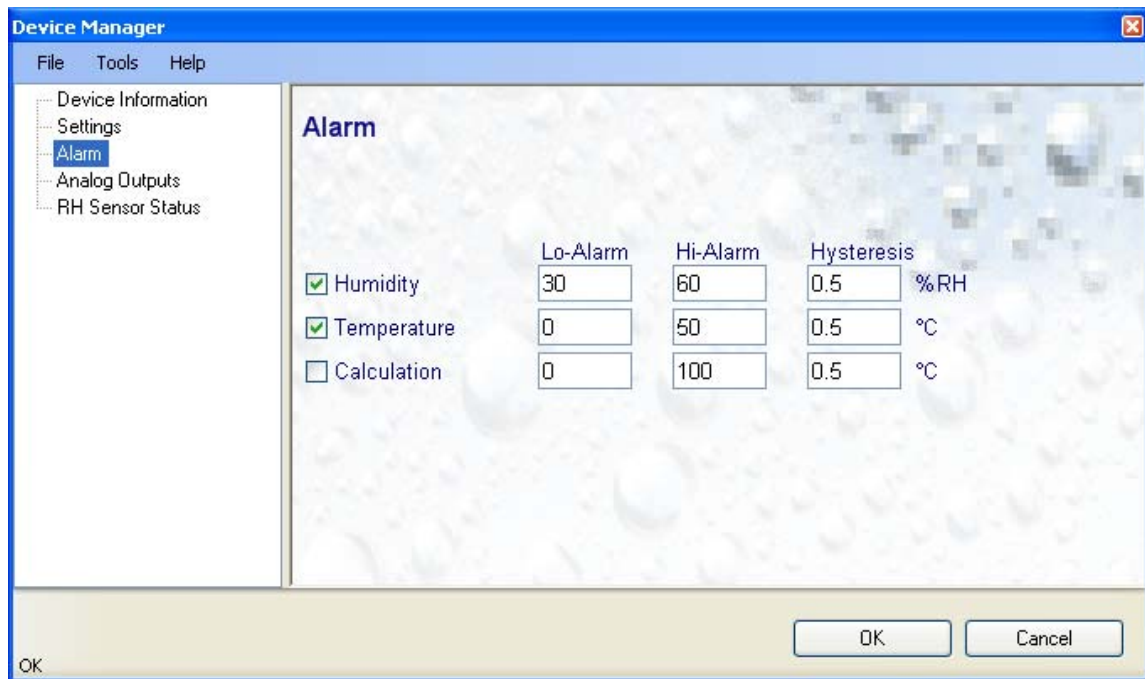 Device Manager
File Tools Help
Device Information
Settings
Alarm
Analog Outputs
RH Sensor Status
Alarm
Lo-Alarm Hi-Alarm Hysteresis
Humidity 30 60 0.5 %RH
Temperature 0 50 0.5 °C
Calculation 0 100 0.5 °C
OK Cancel
OK